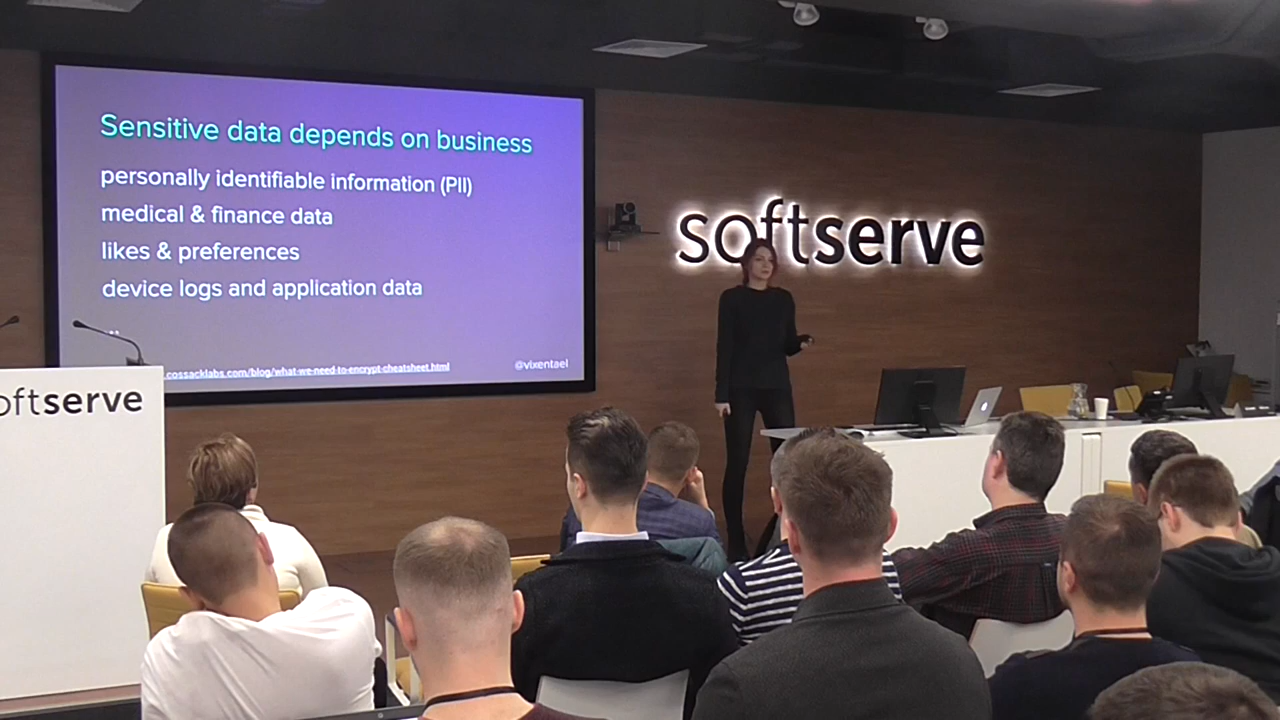 Sensitive data depends on business
personally identifiable information (PII)
medical & finance data
likes & preferences
device logs and application data
..
cossacklabs.com/blog/what-we-need-to-encrypt-cheatsheet.html
@vixentael
softserve
oftserve